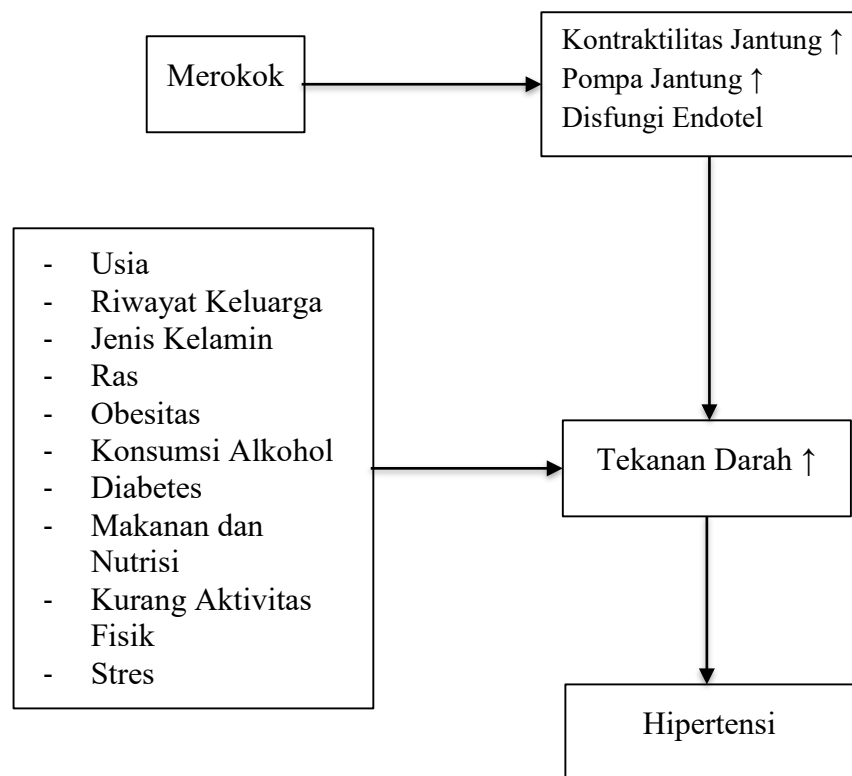 Merokok
Kontraktilitas Jantung ↑
Pompa Jantung ↑
Disfungi Endotel
- Usia
- Riwayat Keluarga
- Jenis Kelamin
- Ras
- Obesitas
- Konsumsi Alkohol
- Diabetes
- Makanan dan
Nutrisi
- Kurang Aktivitas
Fisik
- Stres
Tekanan Darah ↑
Hipertensi